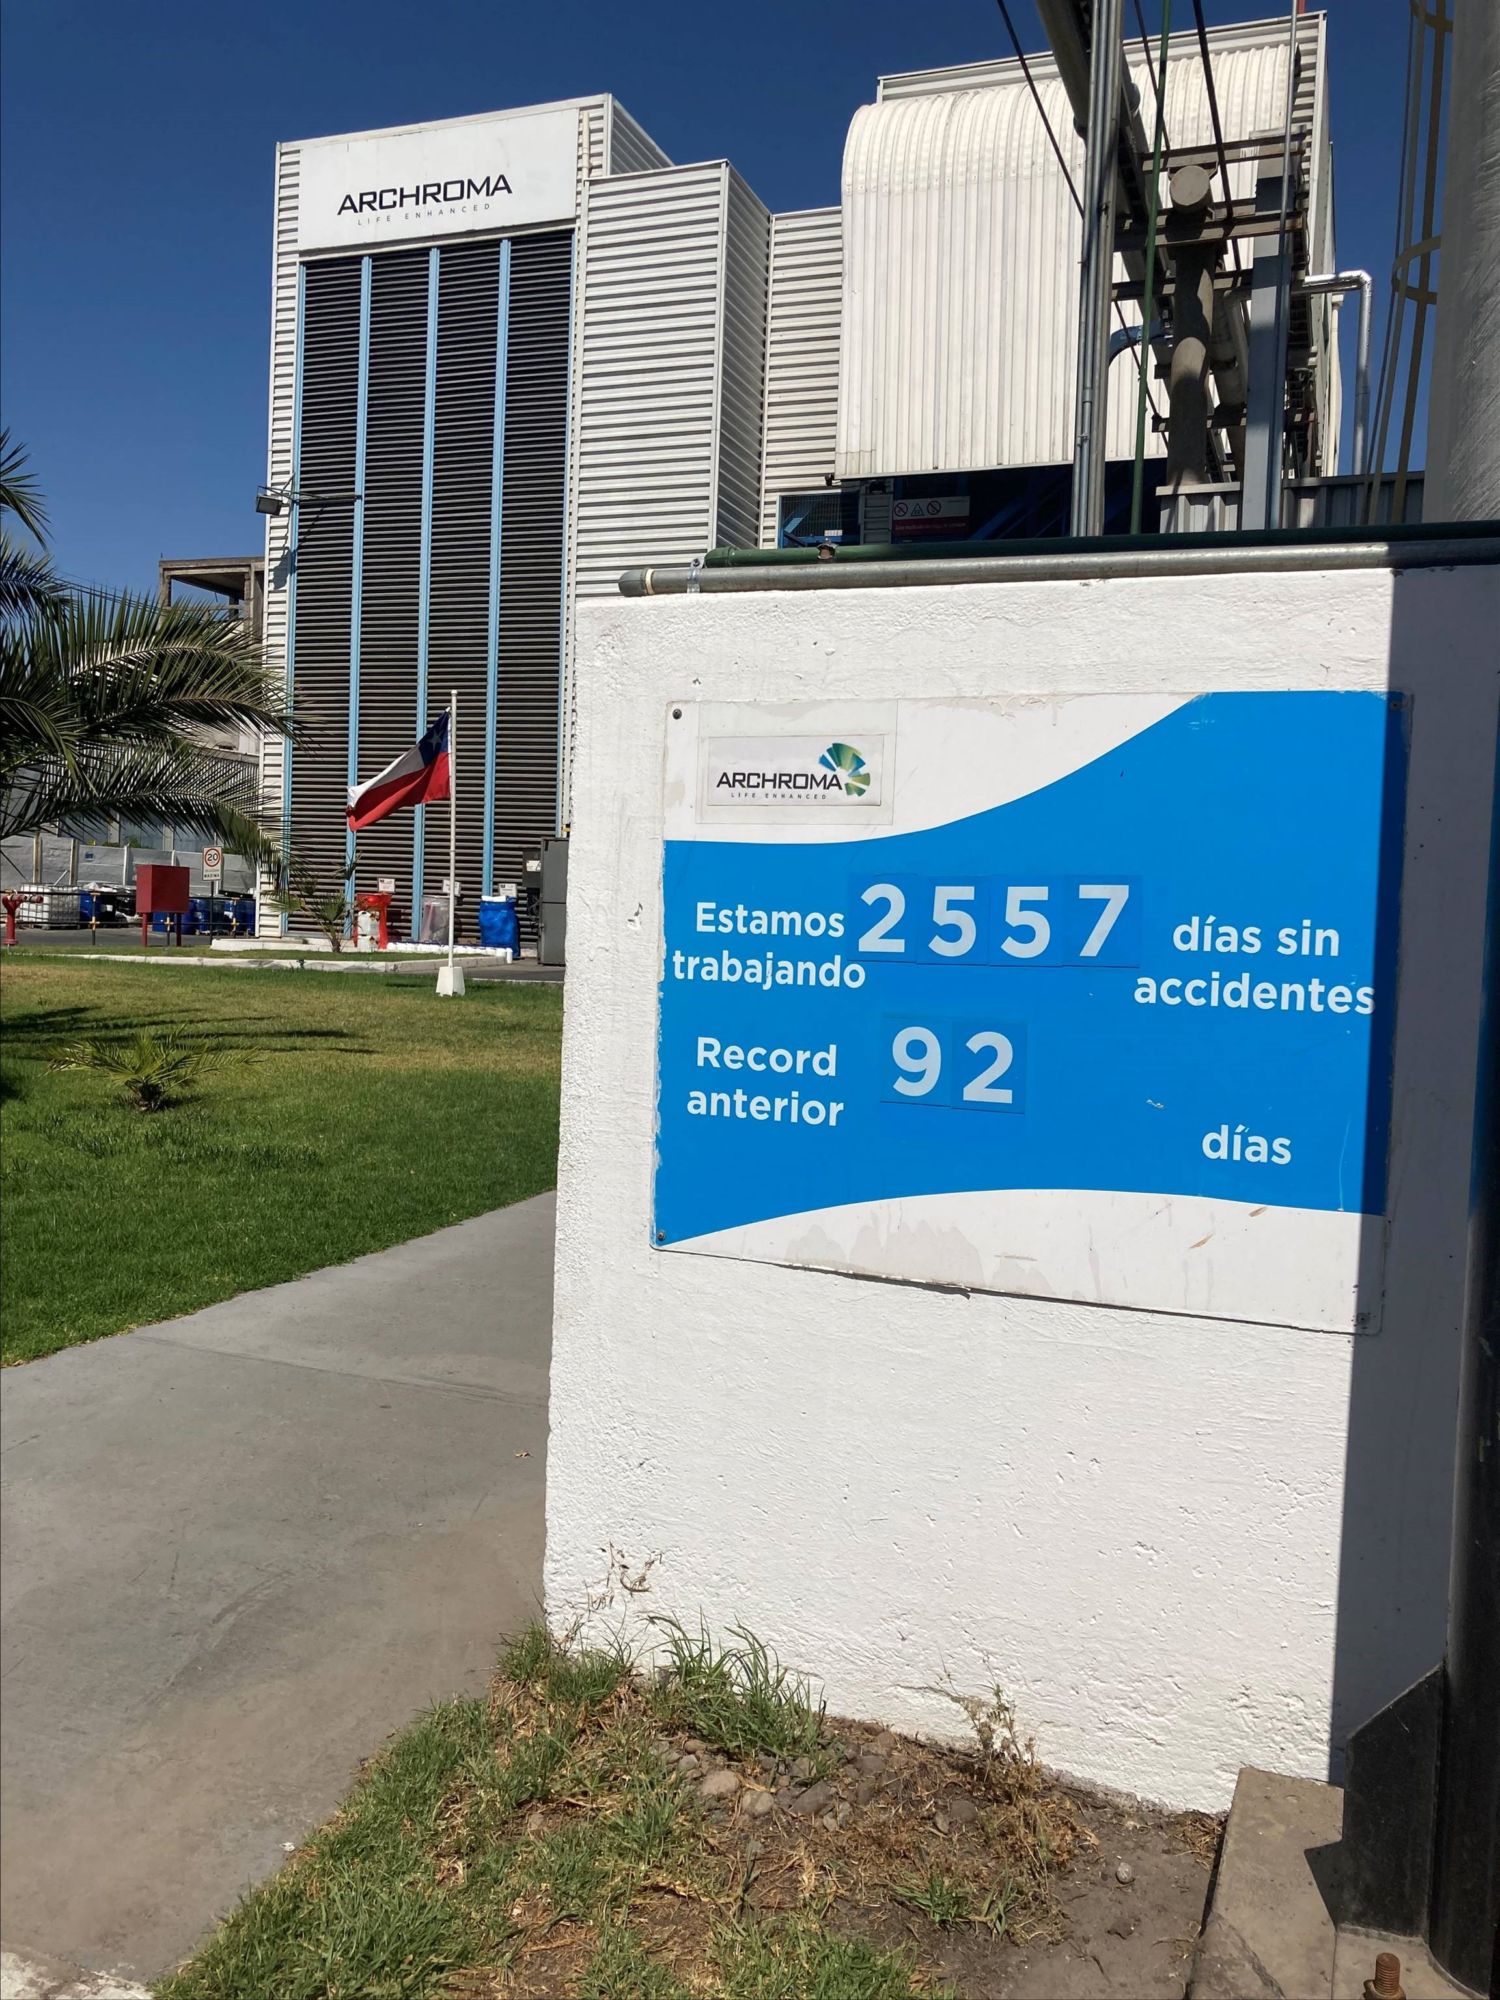 ARCHROMA
LIFE ENHANCED
20
ARCHROMA
LIFE ENHANCED
Estamos 2557 días sin
trabajando accidentes
Record 92
anterior
días